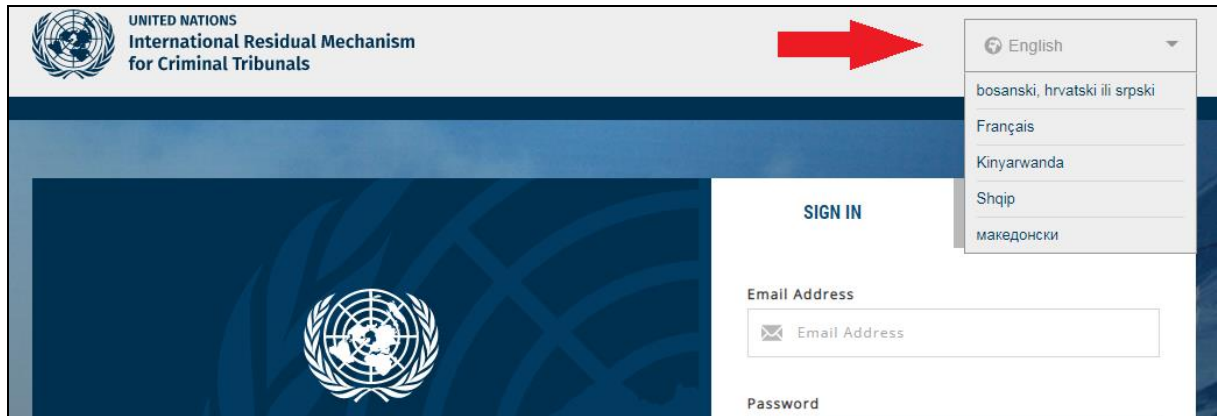 UNITED NATIONS
International Residual Mechanism
for Criminal Tribunals
English
bosanski, hrvatski ili srpski
Français
Kinyarwanda
Shqip
македонски
SIGN IN
Email Address
Email Address
Password